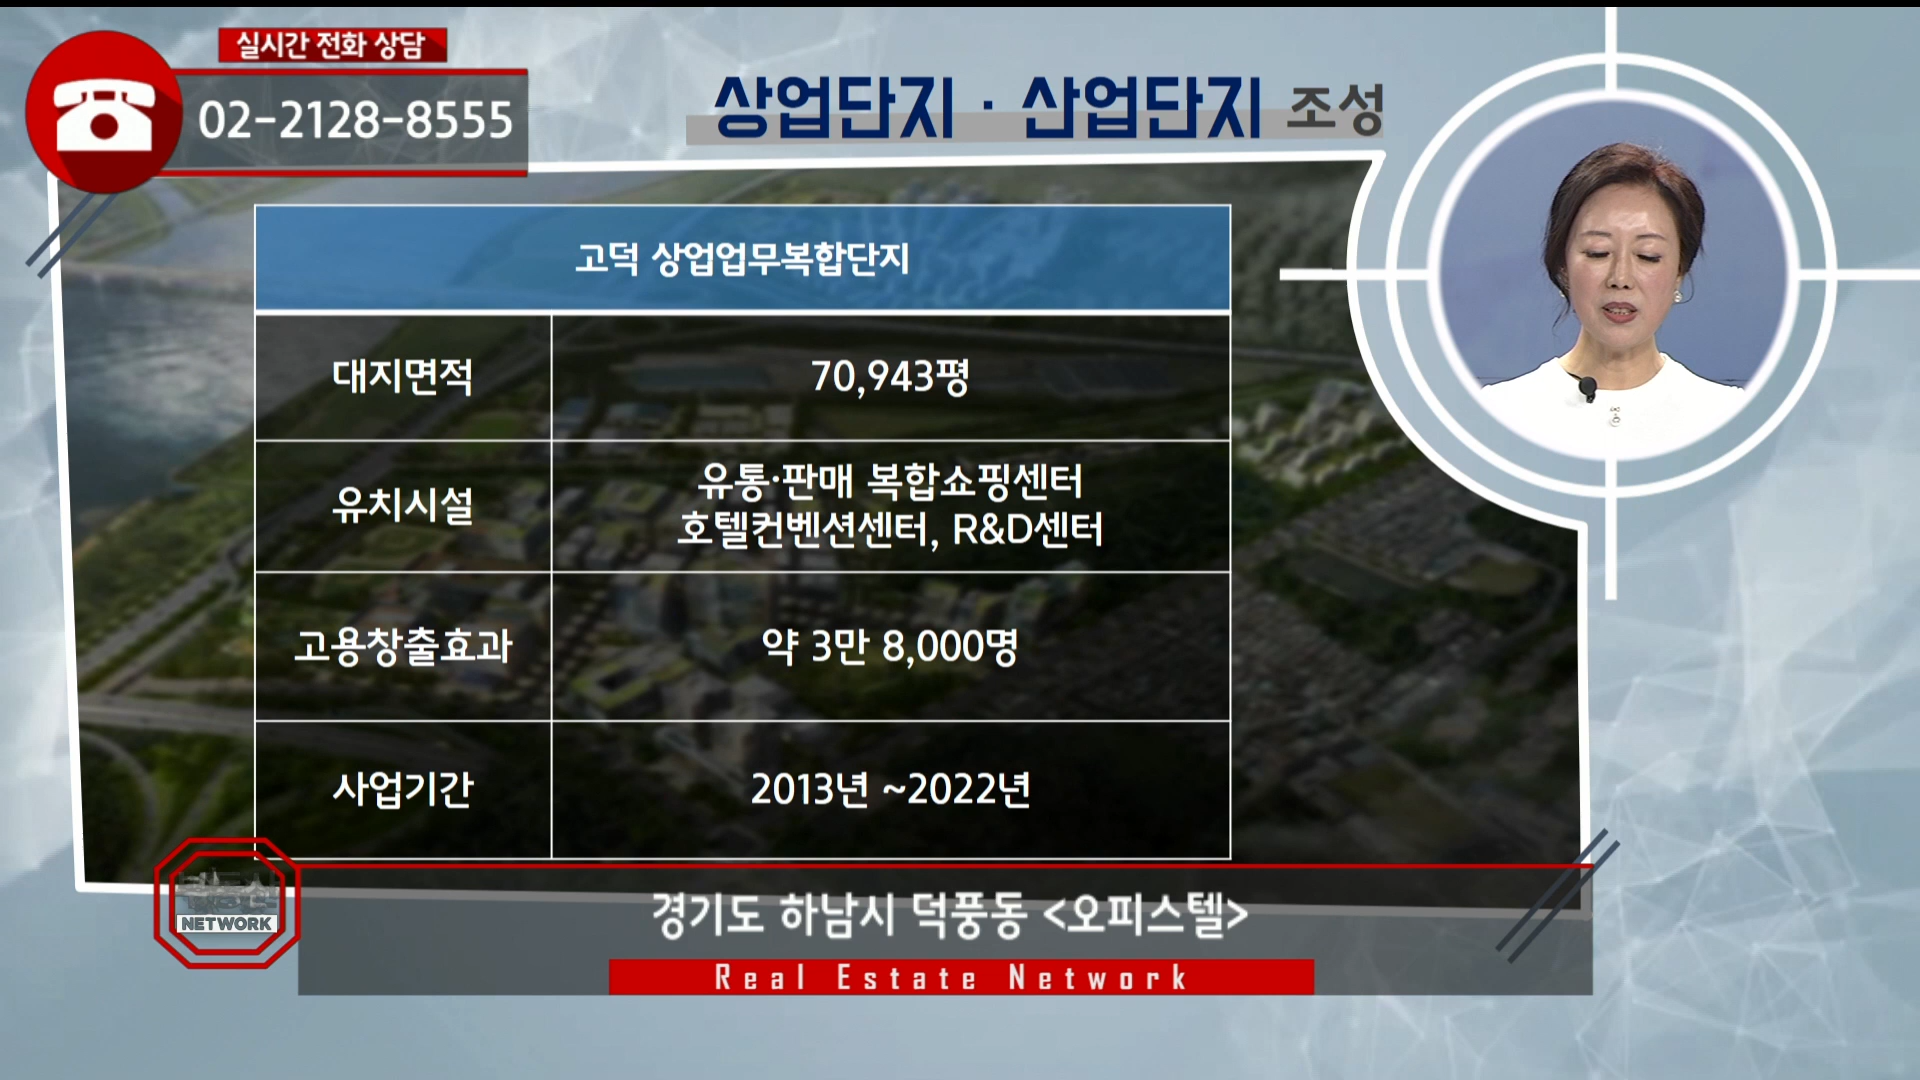 실시간 전화 상담
02-2128-8555
상업단지 · 산업단지 조성
고덕 상업업무복합단지
대지면적 70,943평
유치시설 유통·판매 복합쇼핑센터
호텔컨벤션센터, R&D센터
고용창출효과 약 3만 8,000명
사업기간 2013년 ~2022년
NETWORK
경기도 하남시 덕풍동 <오피스텔>
Real Estate Network